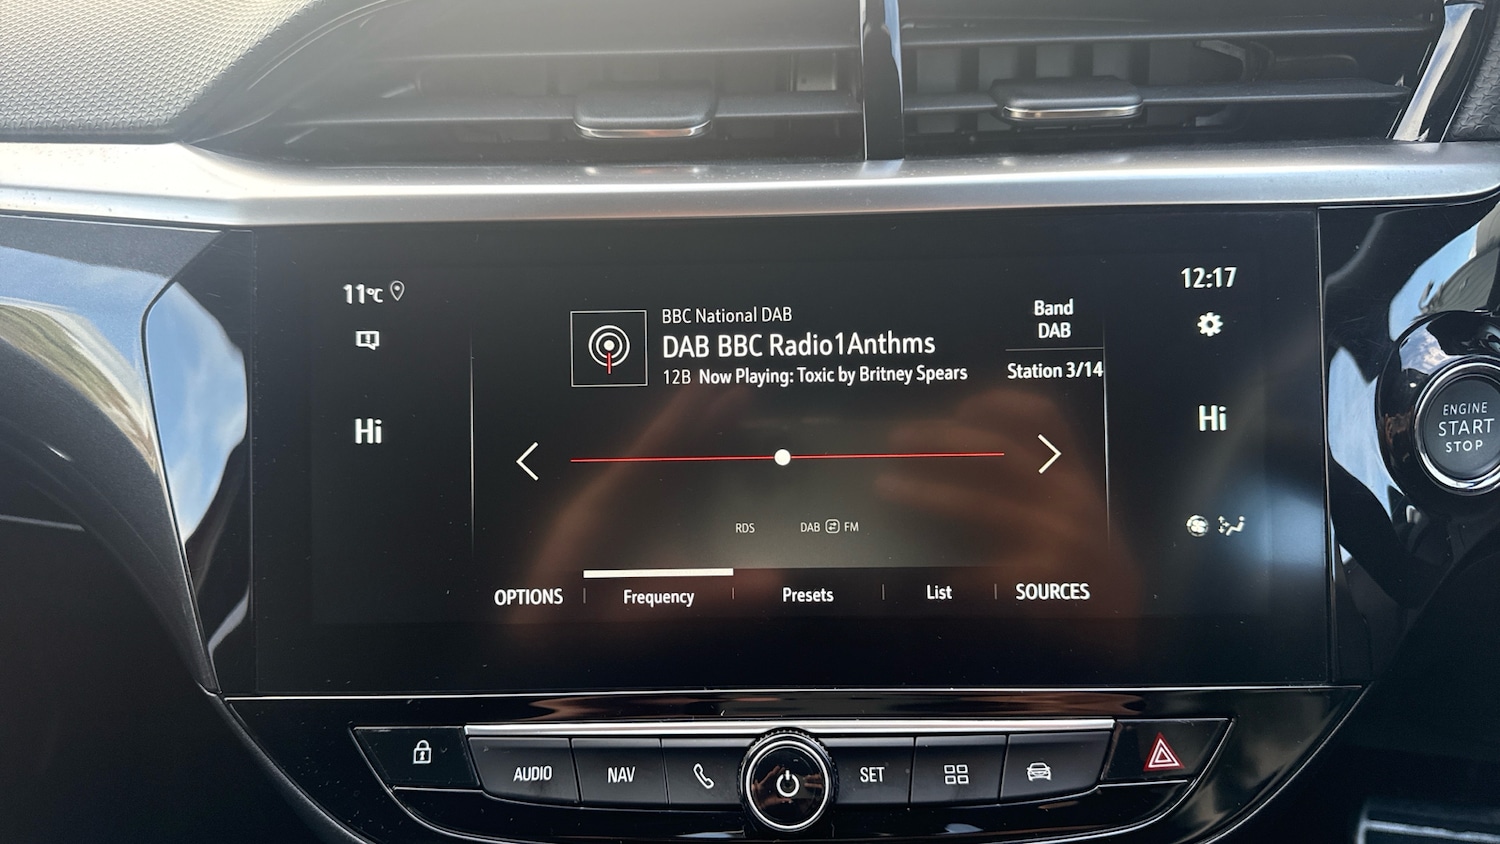 11°C
Hi
BBC National DAB
DAB BBC Radio1Anthms
12B Now Playing: Toxic by Britney Spears
Band
DAB
Station 3/14
12:17
Hi
RDS
DAB FM
OPTIONS
Frequency
Presets
List
SOURCES
ENGINE
START
STOP
AUDIO
NAV
SET